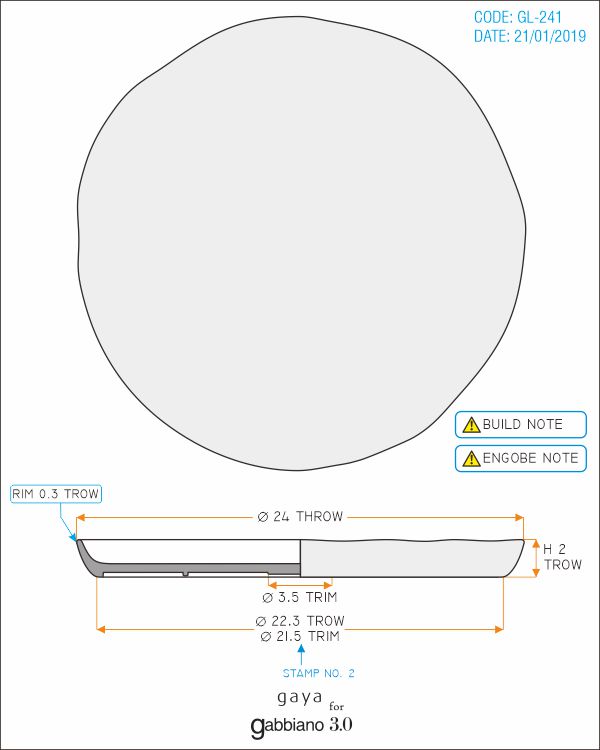 CODE: GL-241
DATE: 21/01/2019
BUILD NOTE
ENGOBE NOTE
RIM 0.3 TROW
Ø 24 THROW
H 2
TROW
Ø 3.5 TRIM
Ø 22.3 TROW
Ø 21.5 TRIM
STAMP NO. 2
gaya for
gabbiano 3.0